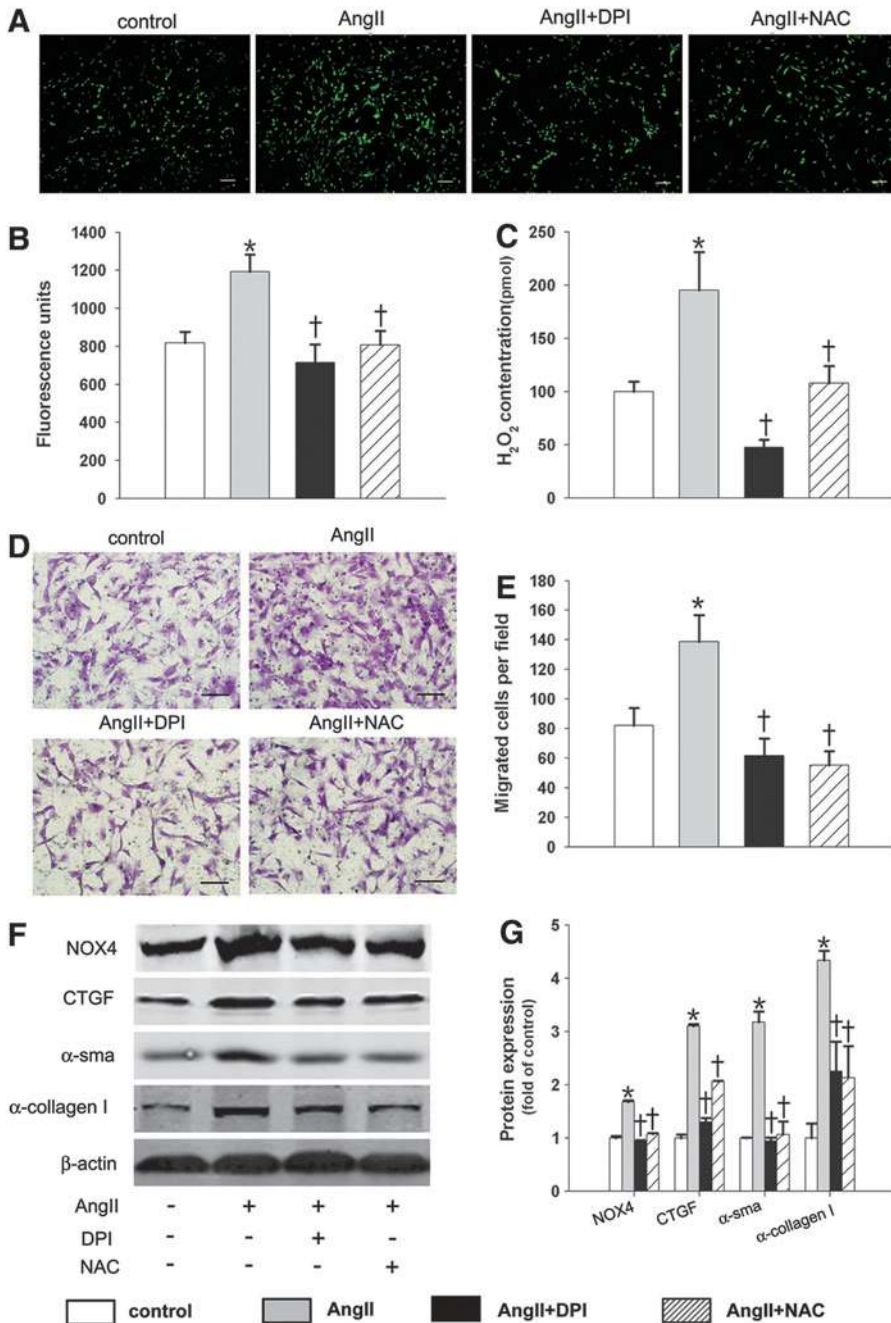 A
control
AngII
AngII+DPI
AngII+NAC
B
Fluorescence units
1400
1200
1000
800
600
400
200
0
*
†
†
C
H₂O₂ contentration(pmol)
250
200
150
100
50
0
*
†
†
D
control
AngII
AngII+DPI
AngII+NAC
E
Migrated cells per field
180
160
140
120
100
80
60
40
20
0
*
†
†
F
NOX4
CTGF
α-sma
α-collagen I
β-actin
AngII - + + +
DPI - - + -
NAC - - - +
G
Protein expression
(fold of control)
5
4
3
2
1
0
*
†
†
*
†
†
*
†
†
*
†
†
NOX4
CTGF
α-sma
α-collagen I
control
AngII
AngII+DPI
AngII+NAC